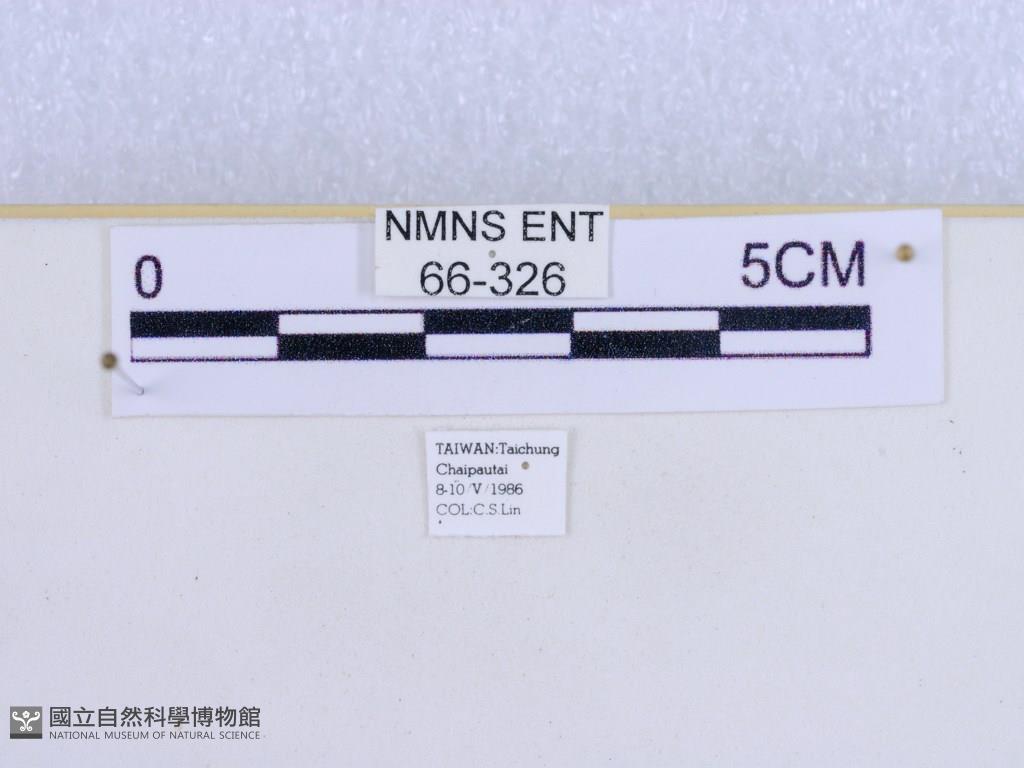 NMNS ENT
66-326
0
5CM
TAIWAN:Taichung
Chaipautai
8-10/V/1986
COL:C.S.Lin
國立自然科學博物館
NATIONAL MUSEUM OF NATURAL SCIENCE